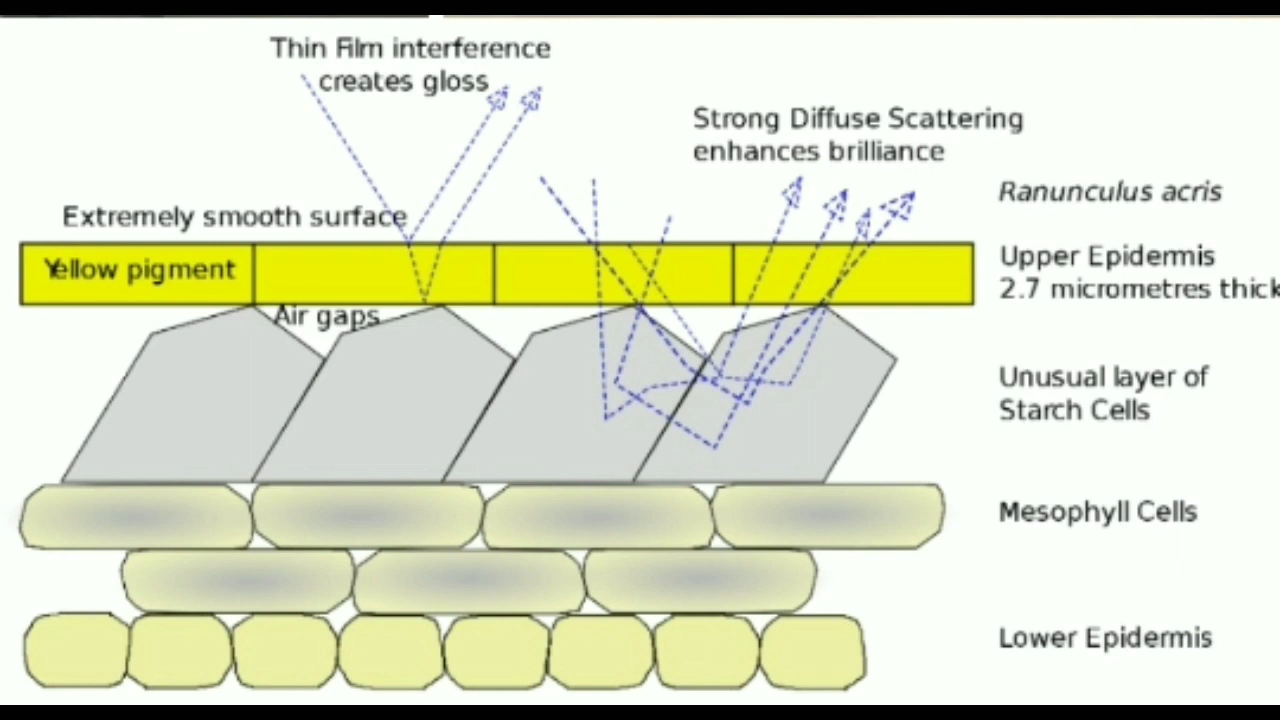 Thin Film interference
creates gloss
Strong Diffuse Scattering
enhances brilliance
Ranunculus acris
Extremely smooth surface
Yellow pigment
Upper Epidermis
2.7 micrometres thick
Air gaps
Unusual layer of
Starch Cells
Mesophyll Cells
Lower Epidermis